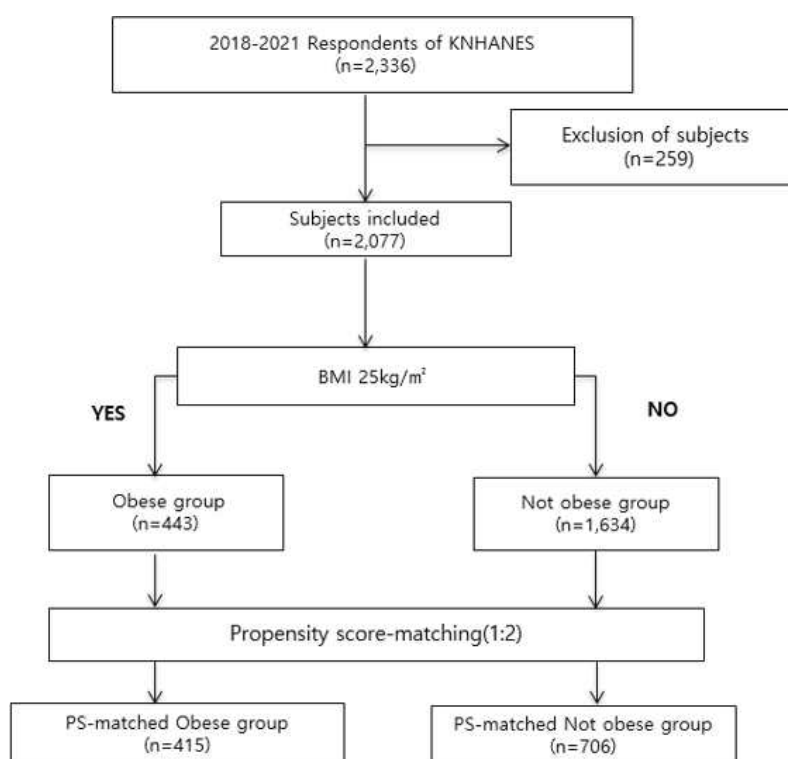 2018-2021 Respondents of KNHANES
(n=2,336)
Exclusion of subjects
(n=259)
Subjects included
(n=2,077)
BMI 25kg/㎡
YES
NO
Obese group
(n=443)
Not obese group
(n=1,634)
Propensity score-matching(1:2)
PS-matched Obese group
(n=415)
PS-matched Not obese group
(n=706)